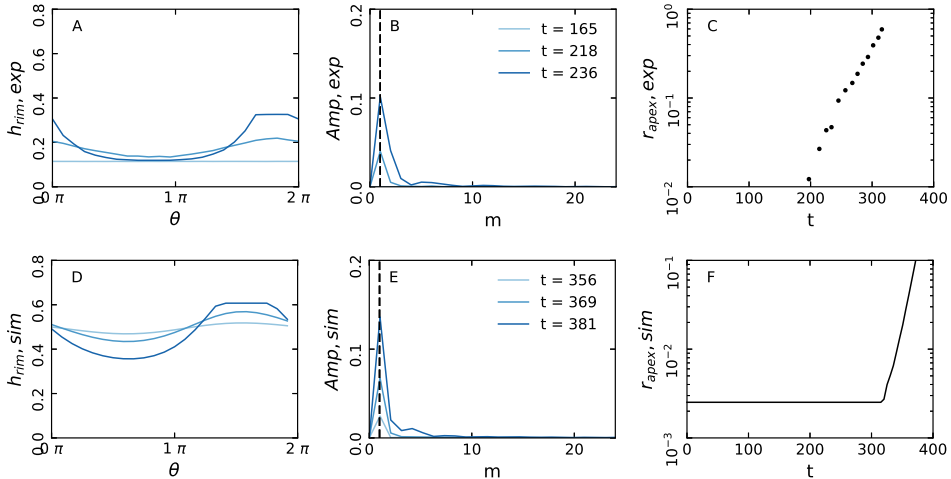 A
h_rim, exp
0.0 0.2 0.4 0.6 0.8
0 π 1 π 2 π
θ
B
Amp, exp
0.0 0.1 0.2
0 10 20
m
t = 165
t = 218
t = 236
C
r_apex, exp
10^-2 10^-1 10^0
0 100 200 300 400
t
D
h_rim, sim
0.0 0.2 0.4 0.6 0.8
0 π 1 π 2 π
θ
E
Amp, sim
0.0 0.1 0.2
0 10 20
m
t = 356
t = 369
t = 381
F
r_apex, sim
10^-3 10^-2 10^-1
0 100 200 300 400
t